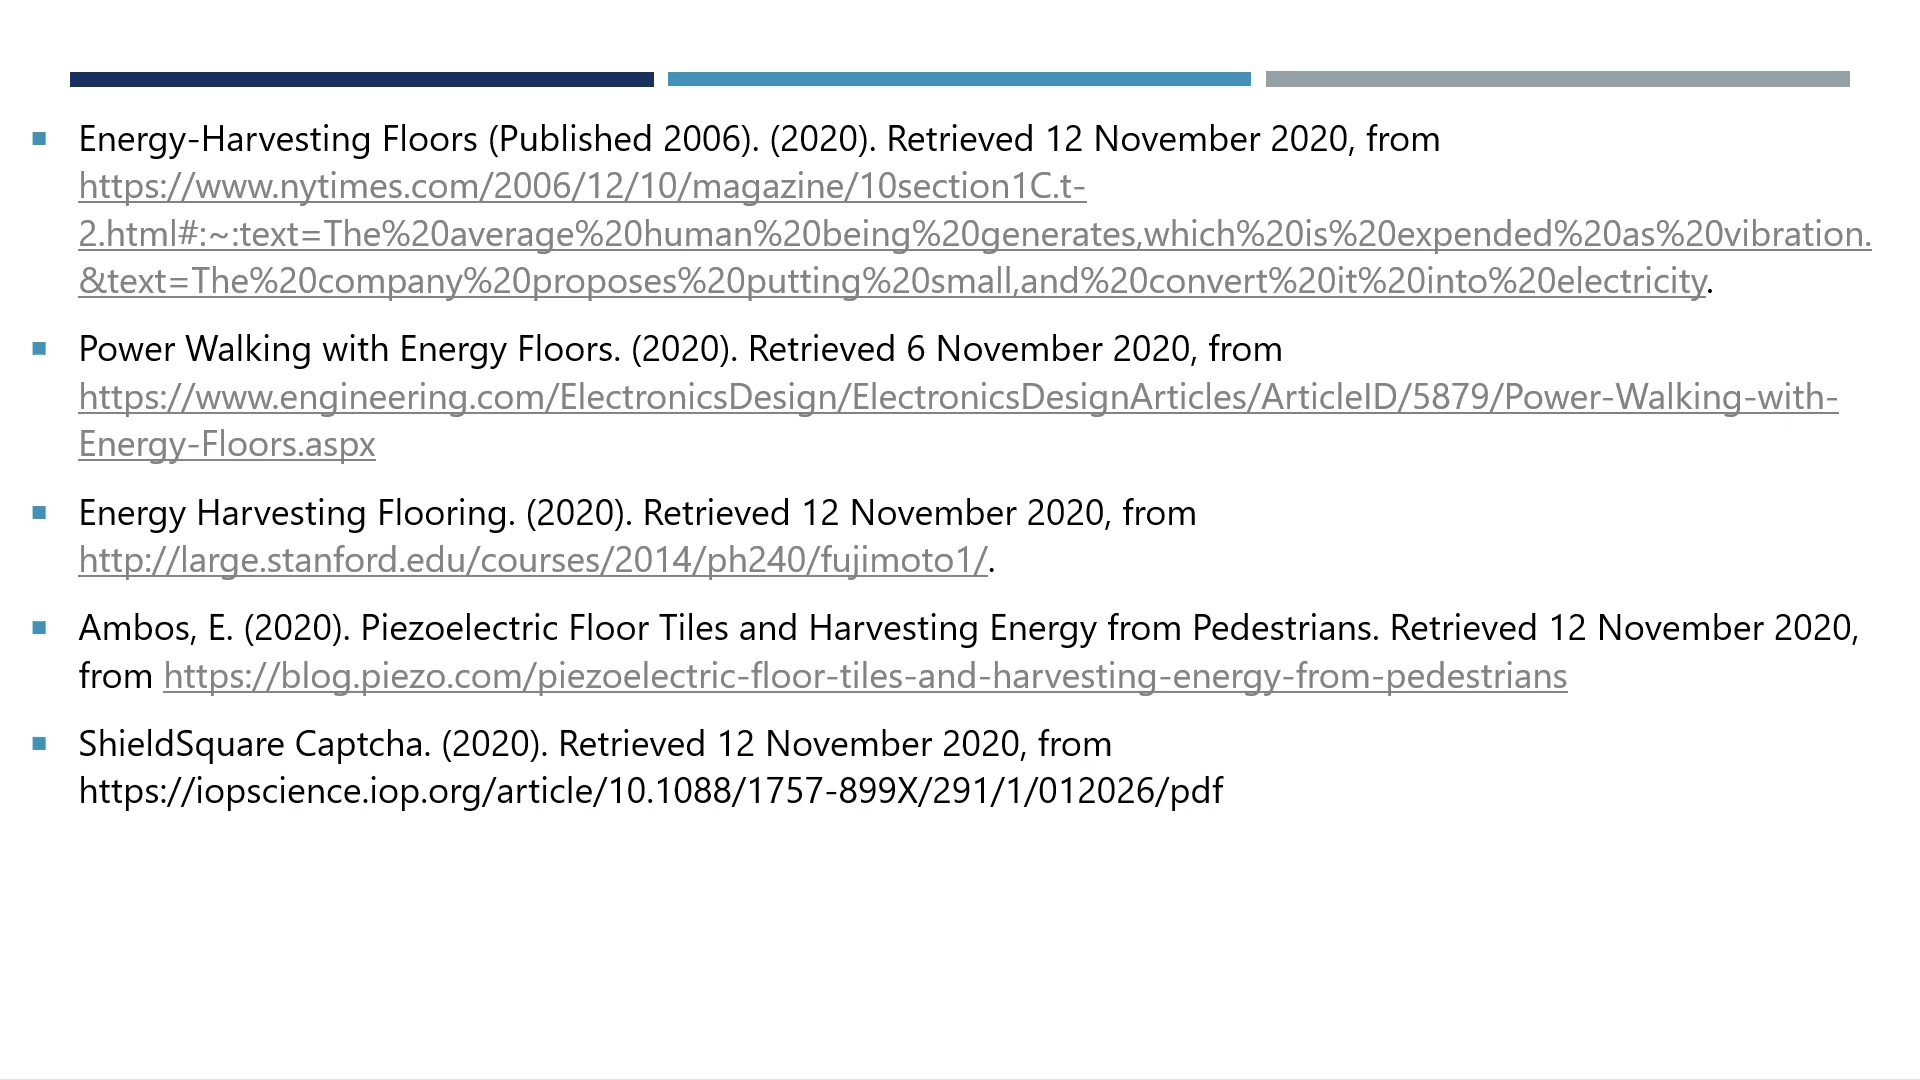 Energy-Harvesting Floors (Published 2006). (2020). Retrieved 12 November 2020, from
https://www.nytimes.com/2006/12/10/magazine/10section1C.t-
2.html#:~:text=The%20average%20human%20being%20generates,which%20is%20expended%20as%20vibration.
&text=The%20company%20proposes%20putting%20small,and%20convert%20it%20into%20electricity.
Power Walking with Energy Floors. (2020). Retrieved 6 November 2020, from
https://www.engineering.com/ElectronicsDesign/ElectronicsDesignArticles/ArticleID/5879/Power-Walking-with-
Energy-Floors.aspx
Energy Harvesting Flooring. (2020). Retrieved 12 November 2020, from
http://large.stanford.edu/courses/2014/ph240/fujimoto1/.
Ambos, E. (2020). Piezoelectric Floor Tiles and Harvesting Energy from Pedestrians. Retrieved 12 November 2020,
from https://blog.piezo.com/piezoelectric-floor-tiles-and-harvesting-energy-from-pedestrians
ShieldSquare Captcha. (2020). Retrieved 12 November 2020, from
https://iopscience.iop.org/article/10.1088/1757-899X/291/1/012026/pdf